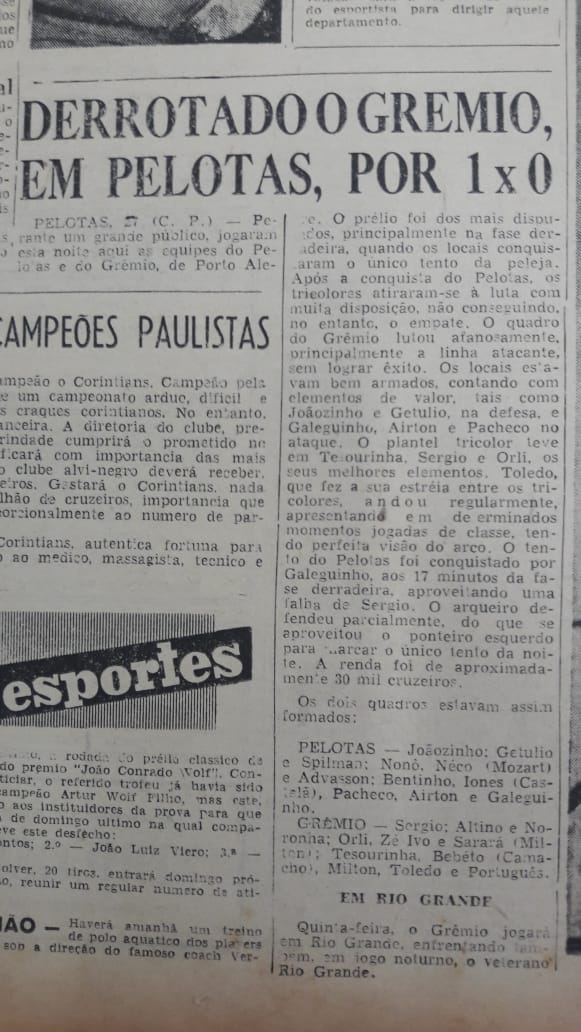 do esportista para dirigir aquele
departamento.
DERROTADO O GREMIO,
EM PELOTAS, POR 1 x 0
PELOTAS, 27 (C. P.) — Pe-
rante um grande público, jogaram
esta noite aqui as equipes do Pe-
lotas e do Grêmio, de Porto Ale-
gre. O prélio foi dos mais dispu-
tados, principalmente na fase der-
radeira, quando os locais conquis-
taram o único tento da peleja.
Após a conquista do Pelotas, os
tricolores atiraram-se à luta com
muita disposição, não conseguindo,
no entanto, o empate. O quadro
do Grêmio lutou afanosamente,
principalmente a linha atacante,
sem lograr êxito. Os locais esta-
vam bem armados, contando com
elementos de valor, tais como
Joãozinho e Getulio, na defesa, e
Galeguinho, Airton e Pacheco no
ataque. O plantel tricolor teve
em Tesourinha, Sergio e Orli, os
seus melhores elementos. Toledo,
que fez a sua estréia entre os tri-
colores, andou regularmente,
apresentando em determinados
momentos jogadas de classe, ten-
do perfeita visão do arco. O ten-
to do Pelotas foi conquistado por
Galeguinho, aos 17 minutos da fa-
se derradeira, aproveitando uma
falha de Sergio. O arqueiro de-
fendeu parcialmente, do que se
aproveitou o ponteiro esquerdo
para marcar o único tento da noi-
te. A renda foi de aproximada-
mente 30 mil cruzeiros.
Os dois quadros estavam assim
formados:
PELOTAS — Joãozinho; Getulio
e Spilman; Nonô, Néco (Mozart)
e Advasson; Bentinho, Iones (Cas-
telã), Pacheco, Airton e Galegui-
nho.
GRÊMIO — Sergio; Altino e No-
ronha; Orli, Zé Ivo e Sarará (Mil-
ton); Tesourinha, Bebéto (Cama-
cho), Milton, Toledo e Português.
EM RIO GRANDE
Quinta-feira, o Grêmio jogará
em Rio Grande, enfrentando tam-
bem, em jogo noturno, o veterano
Rio Grande.
CAMPEÕES PAULISTAS
ampeão o Corintians. Campeão pela
e um campeonato arduo, difícil e
s craques corintianos. No entanto,
anceira. A diretoria do clube, pre-
rindade cumprirá o prometido ne
ficará com importancia das mais
o clube alvi-negro deverá receber,
eiros. Gastará o Corintians, nada
lhão de cruzeiros, importancia que
porcionalmente ao numero de par-
Corintians, autentica fortuna para
o ao medico, massagista, tecnico e
esportes
a rodada do prélio classico de
do premio "João Conrado Wolf". Con-
ticiar, o referido trofeu já havia sido
campeão Artur Wolf Filho, mas este,
o aos instituidores da prova para que
s de domingo ultimo na qual compa-
eve este desfecho:
ontos; 2.º — João Luiz Viero; 3.ª —
olver, 20 tiros, entrará domingo pró-
o, reunir um regular numero de ati-
IÃO — Haverá amanhã um treino
de polo aquatico dos players
sob a direção do famoso coach Ver-